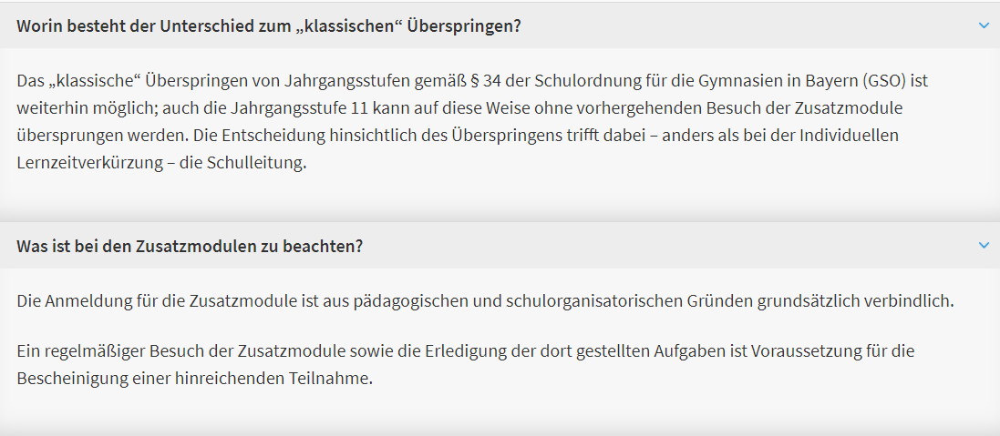 Worin besteht der Unterschied zum „klassischen“ Überspringen?
Das „klassische“ Überspringen von Jahrgangsstufen gemäß § 34 der Schulordnung für die Gymnasien in Bayern (GSO) ist
weiterhin möglich; auch die Jahrgangsstufe 11 kann auf diese Weise ohne vorhergehenden Besuch der Zusatzmodule
übersprungen werden. Die Entscheidung hinsichtlich des Überspringens trifft dabei – anders als bei der Individuellen
Lernzeitverkürzung – die Schulleitung.
Was ist bei den Zusatzmodulen zu beachten?
Die Anmeldung für die Zusatzmodule ist aus pädagogischen und schulorganisatorischen Gründen grundsätzlich verbindlich.
Ein regelmäßiger Besuch der Zusatzmodule sowie die Erledigung der dort gestellten Aufgaben ist Voraussetzung für die
Bescheinigung einer hinreichenden Teilnahme.